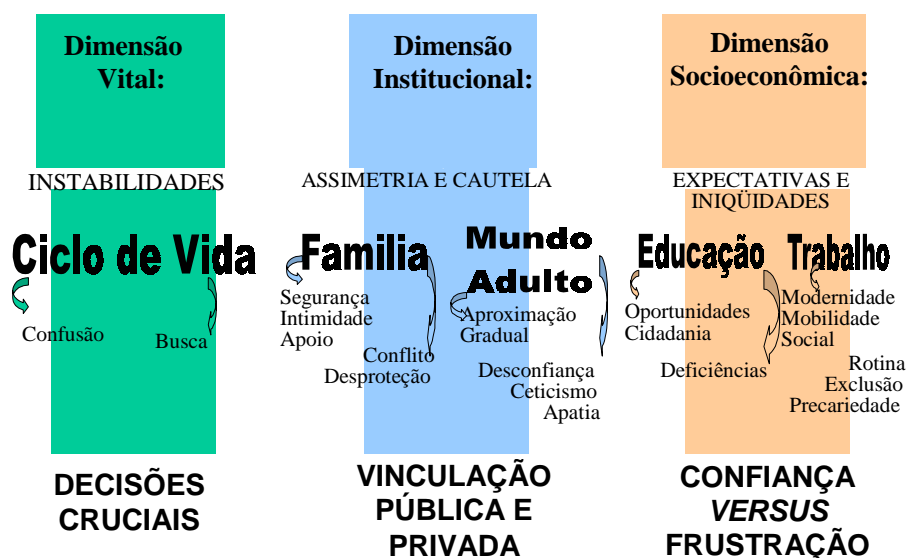 Dimensão
Vital:
INSTABILIDADES
Ciclo de Vida
Confusão
Busca
DECISÕES
CRUCIAIS
Dimensão
Institucional:
ASSIMETRIA E CAUTELA
Familia
Segurança
Intimidade
Apoio
Conflito
Desproteção
Mundo
Adulto
Aproximação
Gradual
Desconfiança
Ceticismo
Apatia
VINCULAÇÃO
PÚBLICA E
PRIVADA
Dimensão
Socioeconômica:
EXPECTATIVAS E
INIQÜIDADES
Educação
Oportunidades
Cidadania
Deficiências
Trabalho
Modernidade
Mobilidade
Social
Rotina
Exclusão
Precariedade
CONFIANÇA
VERSUS
FRUSTRAÇÃO